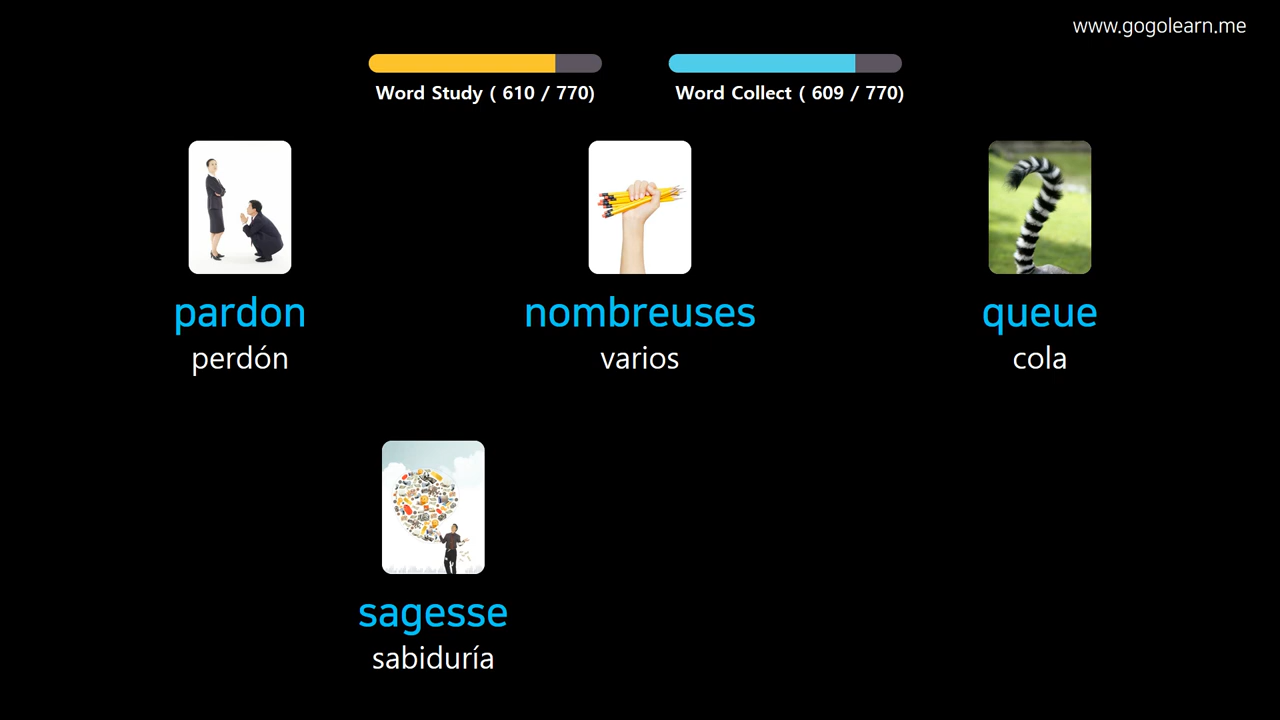 www.gogolearn.me
Word Study ( 610 / 770)
Word Collect ( 609 / 770)
pardon
perdón
nombreuses
varios
queue
cola
sagesse
sabiduría